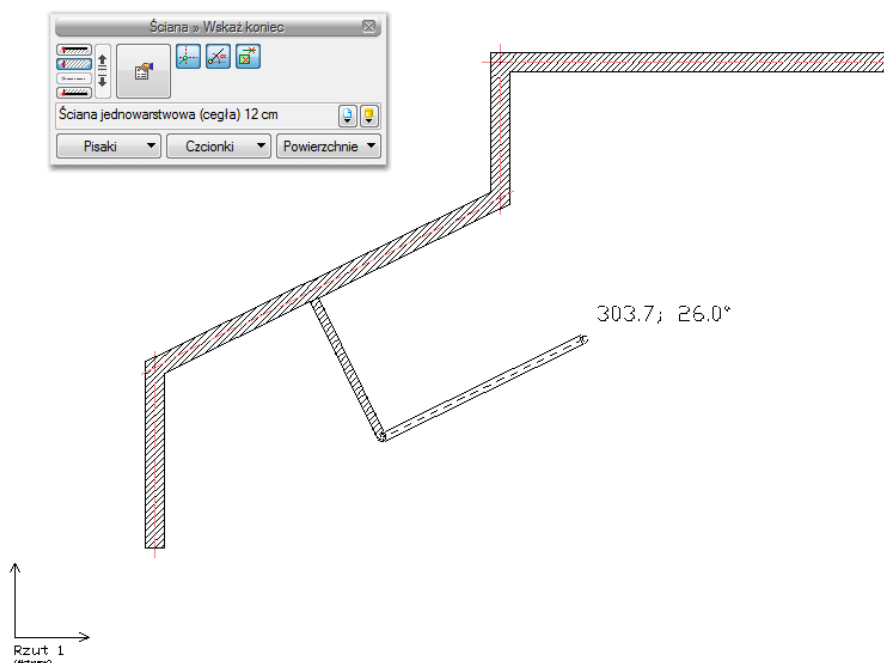 Ściana » Wskaż koniec
Ściana jednowarstwowa (cegła) 12 cm
Pisaki
Czcionki
Powierzchnie
303.7; 26.0°
Rzut 1